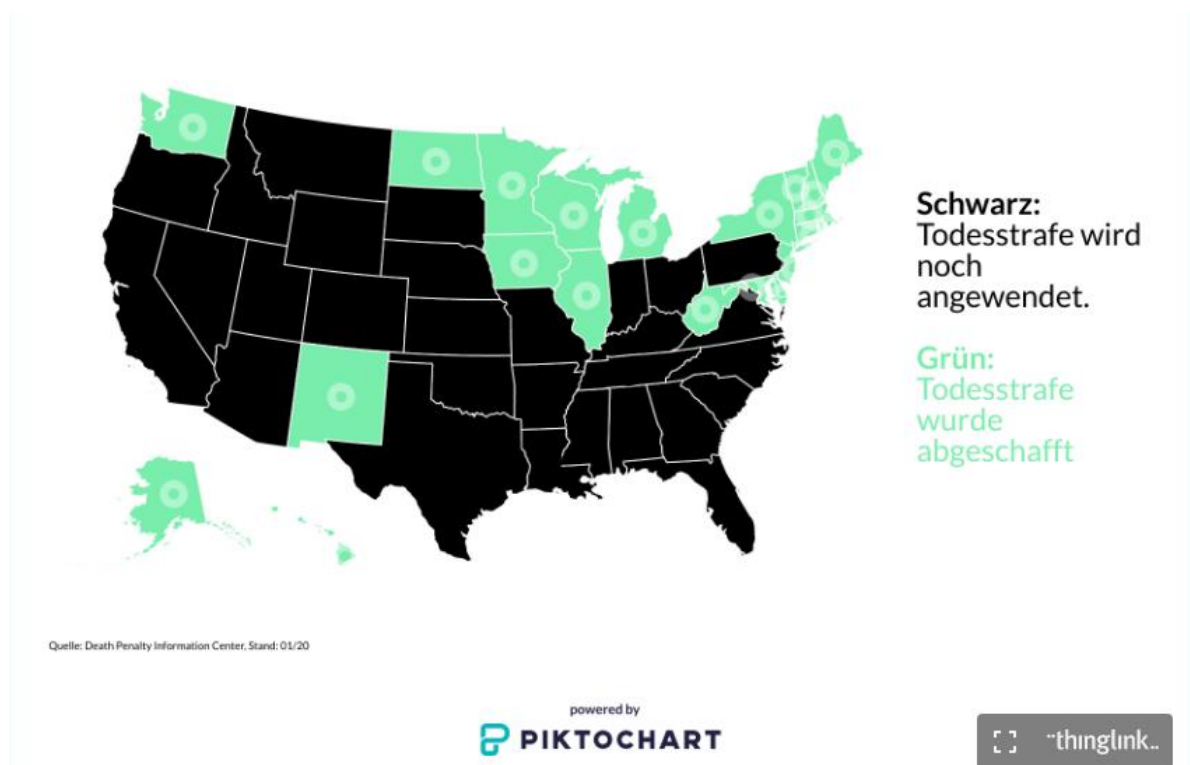 Schwarz:
Todesstrafe wird
noch
angewendet.
Grün:
Todesstrafe
wurde
abgeschafft
Quelle: Death Penalty Information Center, Stand: 01/20
powered by
PIKTOCHART
¨thinglink..